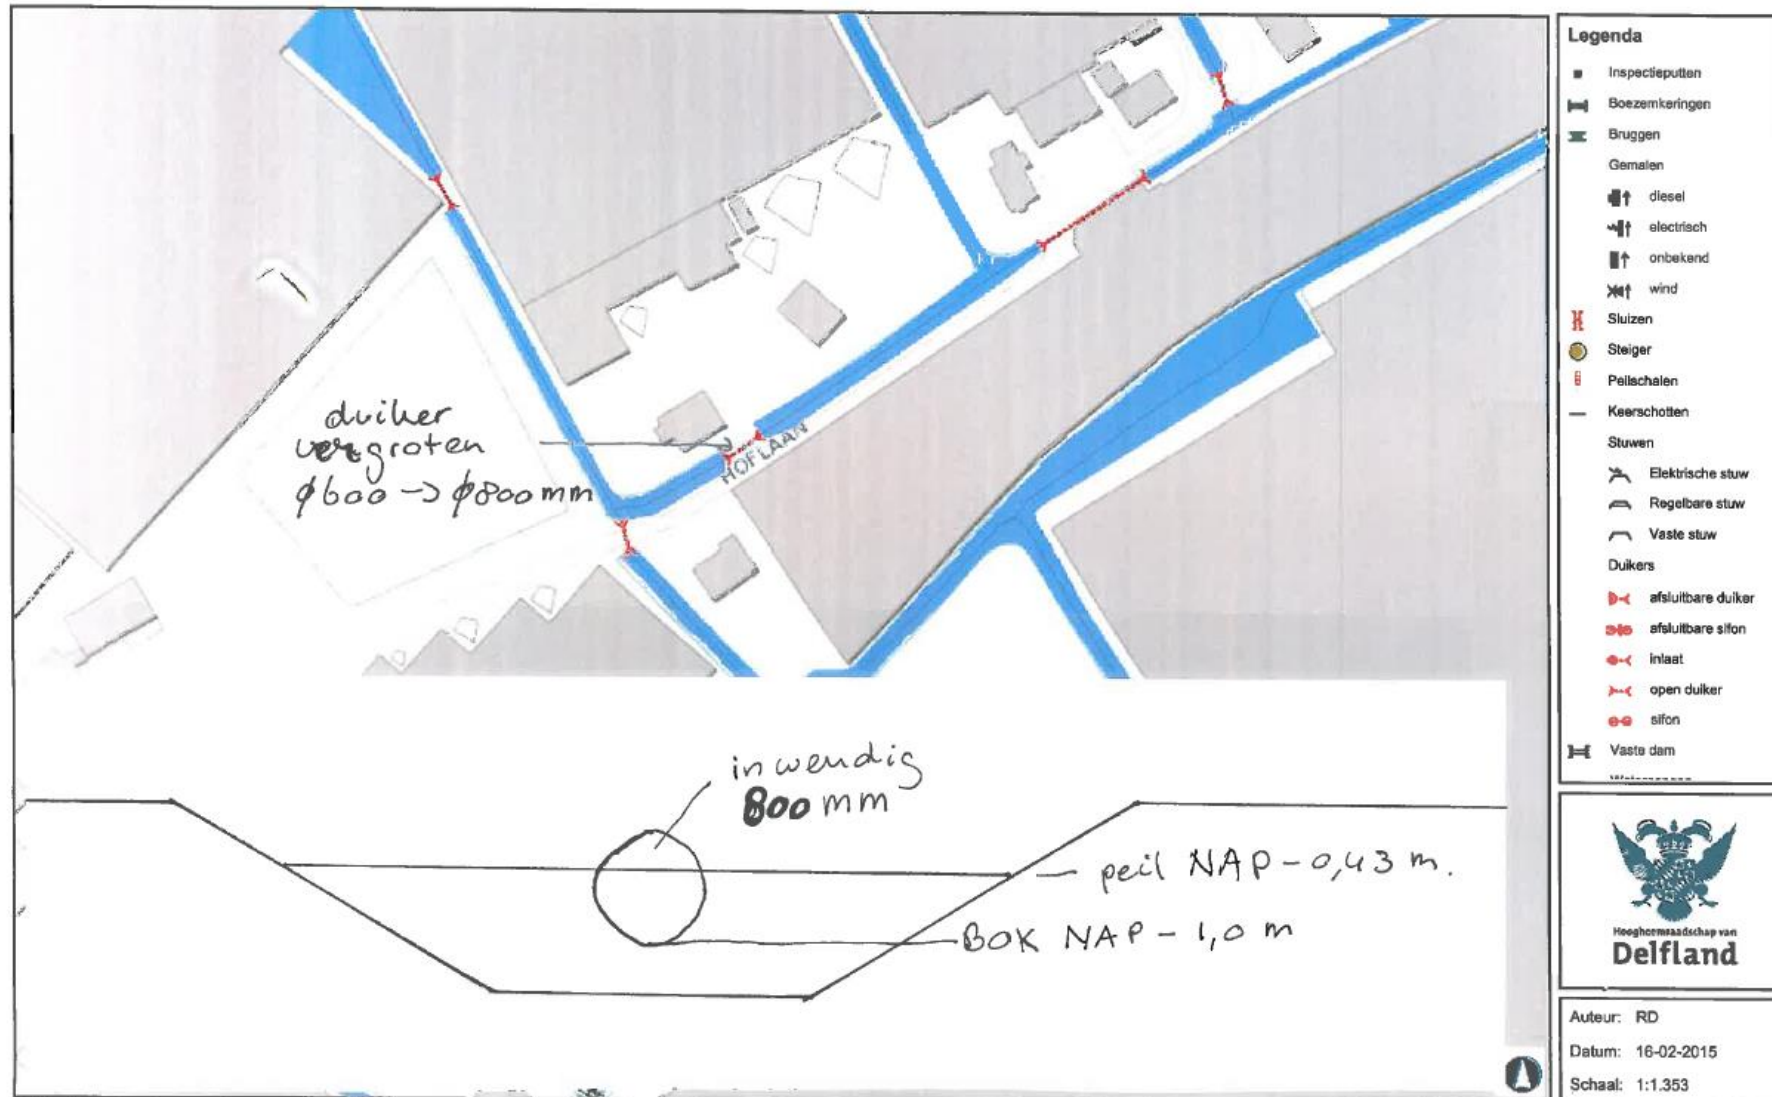 duiker
vergroten
φ600 -> φ800 mm
HOFLAAN
inwendig
800 mm
peil NAP - 0,43 m.
BOK NAP - 1,0 m
Legenda
Inspectieputten
Boezemkeringen
Bruggen
Gemalen
diesel
electrisch
onbekend
wind
Sluizen
Steiger
Peilschalen
Keerschotten
Stuwen
Elektrische stuw
Regelbare stuw
Vaste stuw
Duikers
afsluitbare duiker
afsluitbare sifon
inlaat
open duiker
sifon
Vaste dam
Hoogheemraadschap van
Delfland
Auteur: RD
Datum: 16-02-2015
Schaal: 1:1.353